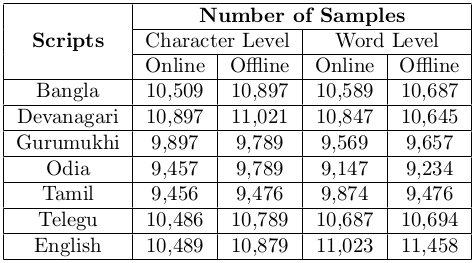 Scripts Number of Samples
Character Level Word Level
Online Offline Online Offline
Bangla 10,509 10,897 10,589 10,687
Devanagari 10,897 11,021 10,847 10,645
Gurumukhi 9,897 9,789 9,569 9,657
Odia 9,457 9,789 9,147 9,234
Tamil 9,456 9,476 9,874 9,476
Telegu 10,486 10,789 10,687 10,694
English 10,489 10,879 11,023 11,458